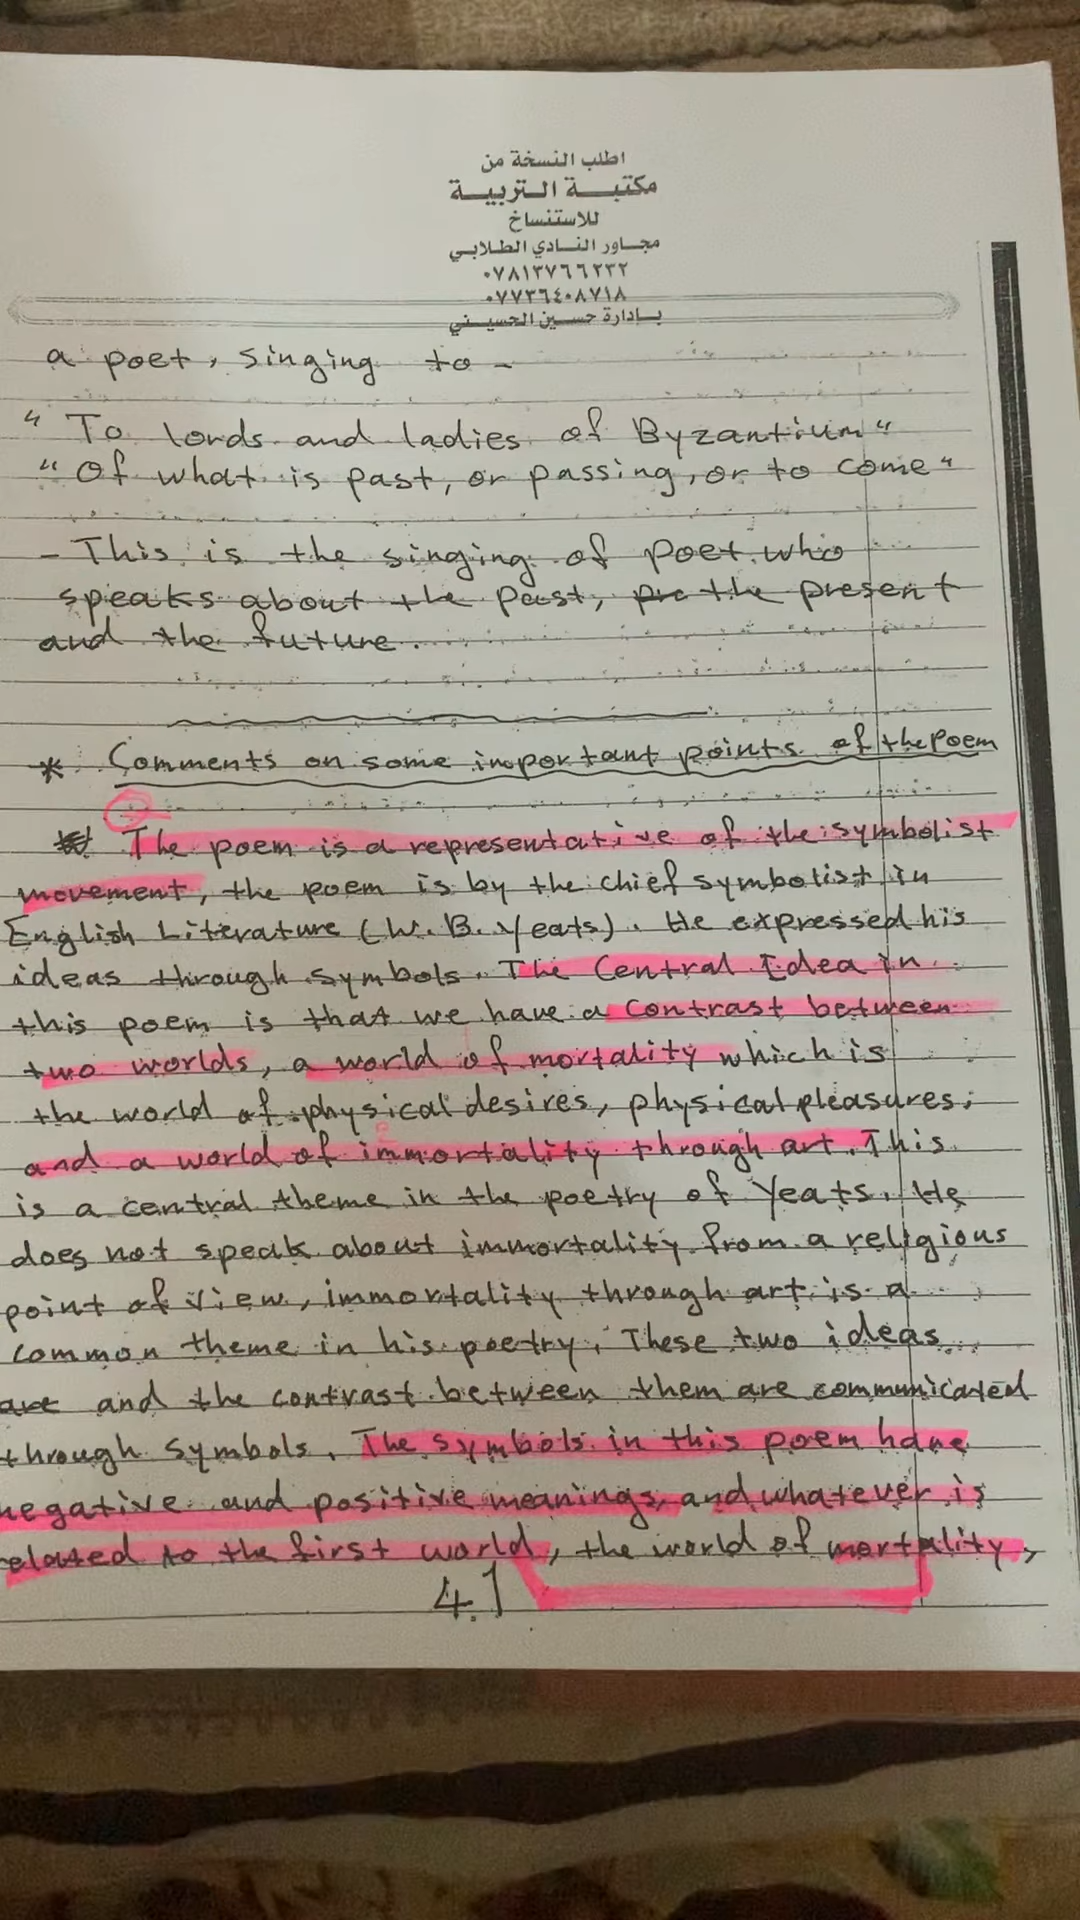 اطلب النسخة من
مكتبة التربية
للاستنساخ
مجاور النادي الطلابي
٠٧٨١٣٧٦٦٢٣٢
٠٧٧٣٦٤٠٨٧١٨
بادارة حسين الحسيني
a poet, singing to -
" To lords and ladies of Byzantium "
" Of what is past, or passing, or to come "
- This is the singing of poet who
speaks about the past, pre the present
and the future.
* Comments on some important points of the Poem
The poem is a representative of the symbolist
movement, the poem is by the chief symbolist in
English Literature (W. B. Yeats). He expressed his
ideas through symbols. The Central Idea in
this poem is that we have a contrast between
two worlds, a world of mortality which is
the world of physical desires, physical pleasures,
and a world of immortality through art. This
is a central theme in the poetry of Yeats. He
does not speak about immortality from a religious
point of view, immortality through art is a
common theme in his poetry. These two ideas
are and the contrast between them are communicated
through symbols. The symbols in this poem have
negative and positive meanings, and whatever is
related to the first world, the world of mortality,
41